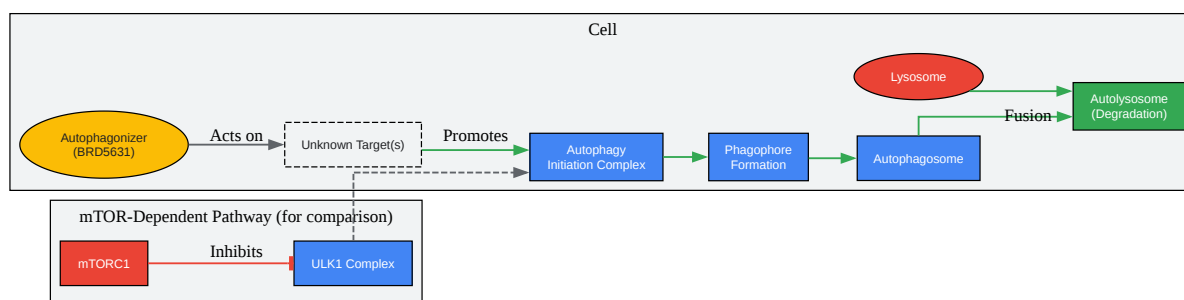 Cell
Lysosome
Autolysosome
(Degradation)
Fusion
Autophagonizer
(BRD5631)
Acts on
Unknown Target(s)
Promotes
Autophagy
Initiation Complex
Phagophore
Formation
Autophagosome
mTOR-Dependent Pathway (for comparison)
mTORC1
Inhibits
ULK1 Complex